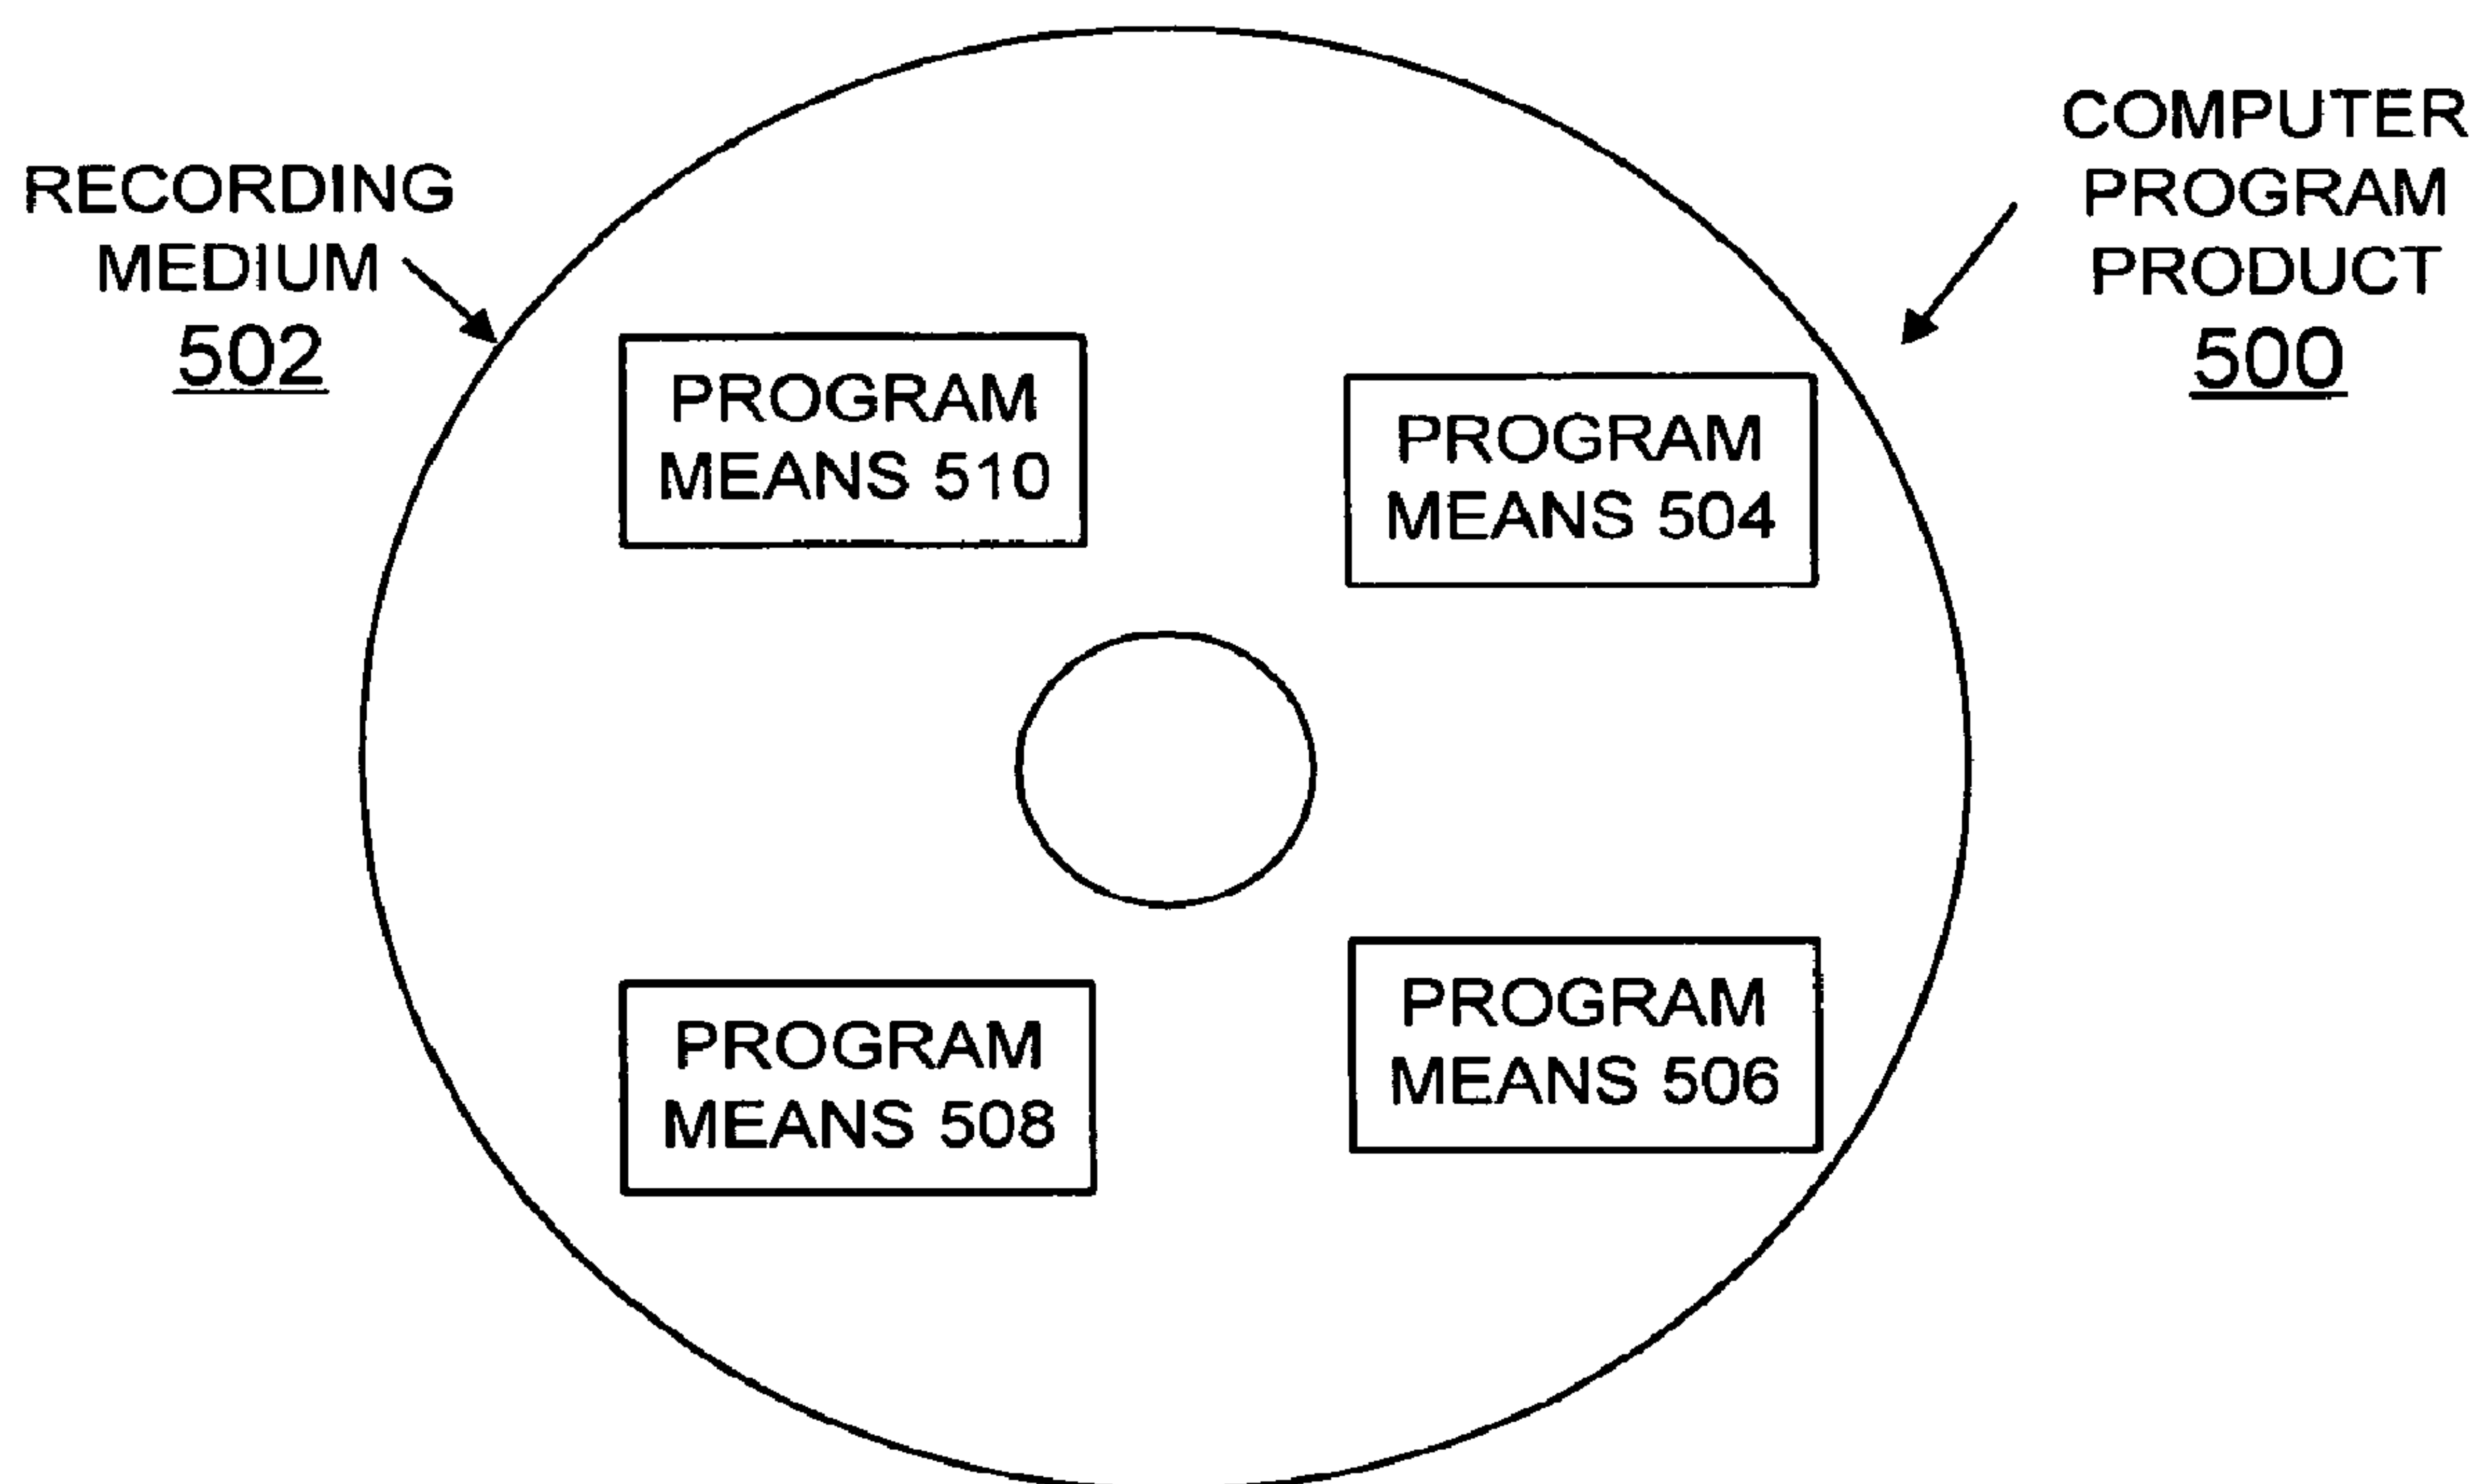 RECORDING
MEDIUM
502
COMPUTER
PROGRAM
PRODUCT
500
PROGRAM
MEANS 510
PROGRAM
MEANS 504
PROGRAM
MEANS 508
PROGRAM
MEANS 506